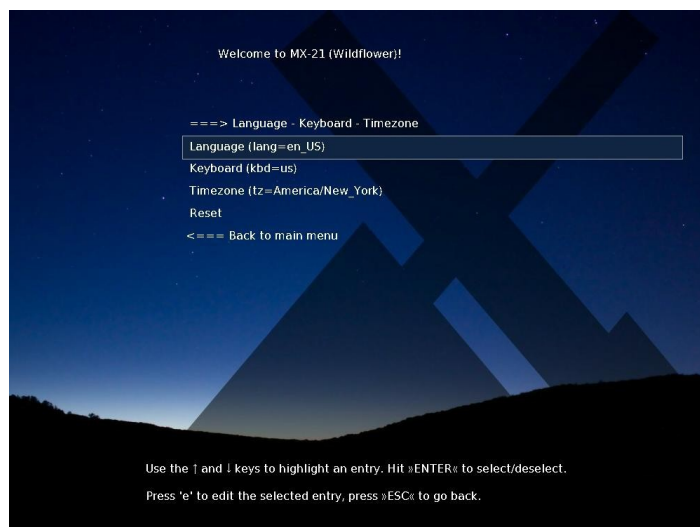 Welcome to MX-21 (Wildflower)!
===> Language - Keyboard - Timezone
Language (lang=en_US)
Keyboard (kbd=us)
Timezone (tz=America/New_York)
Reset
<=== Back to main menu
Use the ↑ and ↓ keys to highlight an entry. Hit »ENTER« to select/deselect.
Press 'e' to edit the selected entry, press »ESC« to go back.